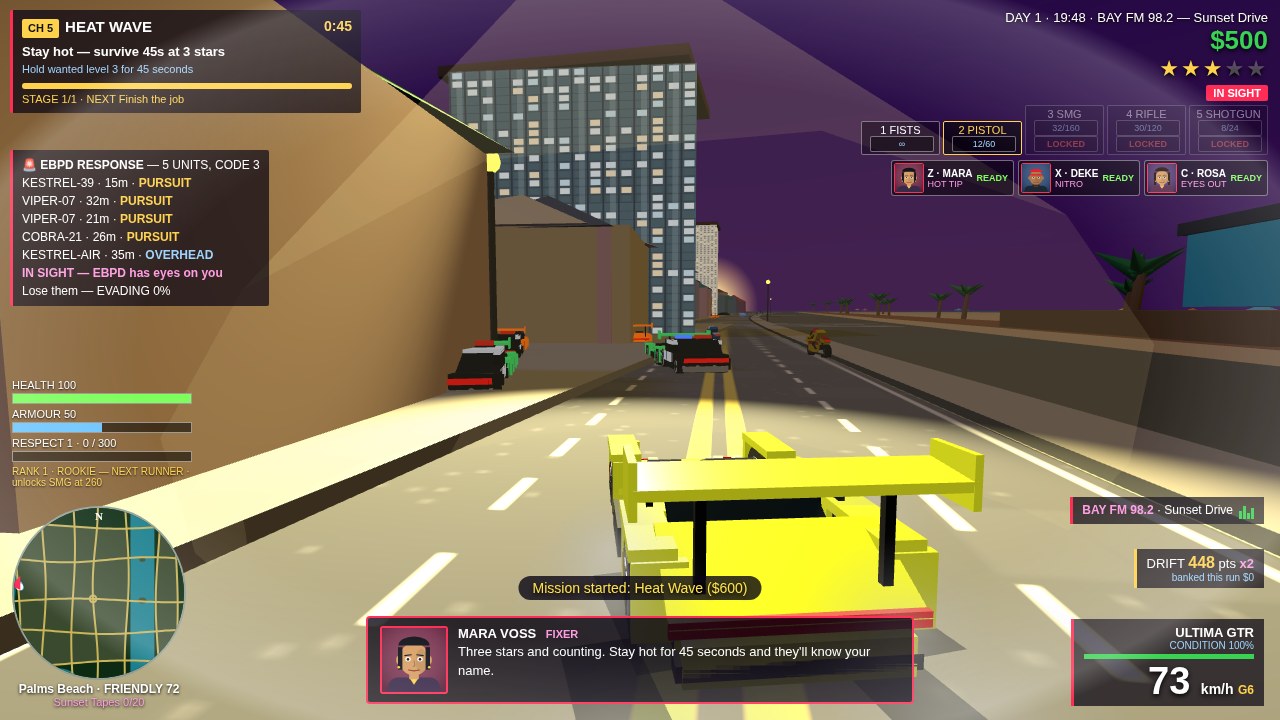 CH 5 HEAT WAVE 0:45
Stay hot — survive 45s at 3 stars
Hold wanted level 3 for 45 seconds
STAGE 1/1 · NEXT Finish the job
🚨 EBPD RESPONSE — 5 UNITS, CODE 3
KESTREL-39 · 15m · PURSUIT
VIPER-07 · 32m · PURSUIT
VIPER-07 · 21m · PURSUIT
COBRA-21 · 26m · PURSUIT
KESTREL-AIR · 35m · OVERHEAD
IN SIGHT — EBPD has eyes on you
Lose them — EVADING 0%
DAY 1 · 19:48 · BAY FM 98.2 — Sunset Drive
$500
★★★★★
IN SIGHT
1 FISTS
∞
2 PISTOL
12/60
3 SMG
32/160
LOCKED
4 RIFLE
30/120
LOCKED
5 SHOTGUN
8/24
LOCKED
Z · MARA
HOT TIP
READY
X · DEKE
NITRO
READY
C · ROSA
EYES OUT
READY
HEALTH 100
ARMOUR 50
RESPECT 1 · 0 / 300
RANK 1 · ROOKIE — NEXT RUNNER ·
unlocks SMG at 260
N
Palms Beach · FRIENDLY 72
Sunset Tapes 0/20
Mission started: Heat Wave ($600)
MARA VOSS FIXER
Three stars and counting. Stay hot for 45 seconds and they'll know your
name.
BAY FM 98.2 · Sunset Drive
DRIFT 448 pts x2
banked this run $0
ULTIMA GTR
CONDITION 100%
73 km/h G6